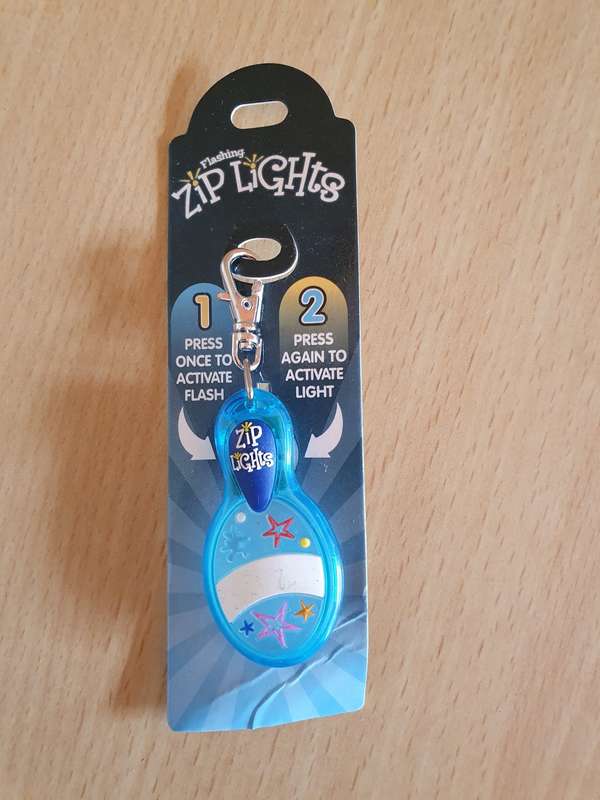 Flashing
ZiP LiGHts
1
PRESS
ONCE TO
ACTIVATE
FLASH
2
PRESS
AGAIN TO
ACTIVATE
LIGHT
ZiP
LiGHts